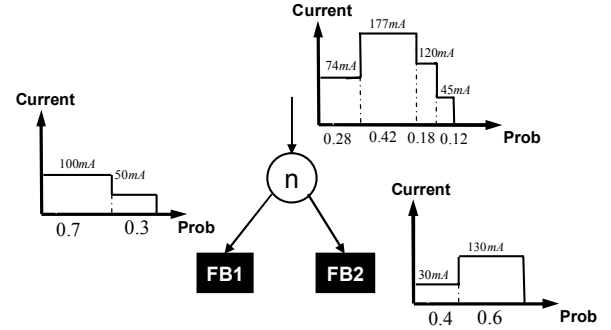 Current
177mA
74mA
120mA
45mA
0.28 0.42 0.18 0.12
Prob
Current
100mA
50mA
0.7 0.3
Prob
n
FB1
FB2
Current
130mA
30mA
0.4 0.6
Prob